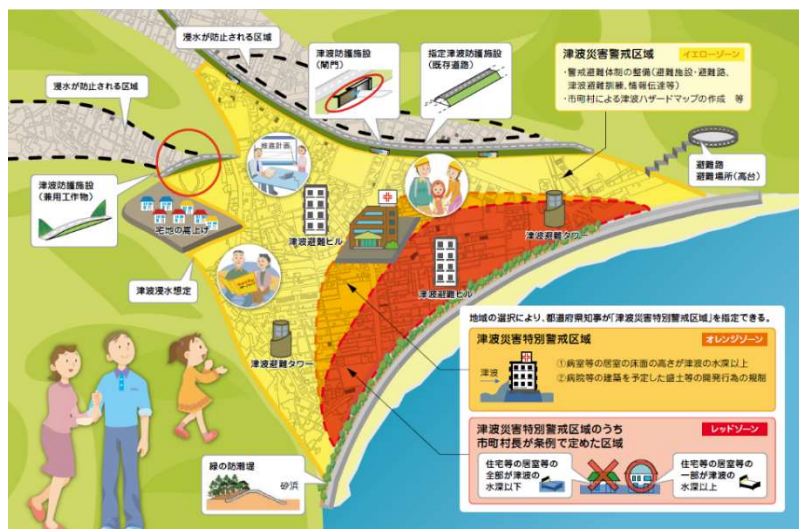 浸水が防止される区域
津波防護施設
(閘門)
指定津波防護施設
(既存道路)
津波災害警戒区域
イエローゾーン
・警戒避難体制の整備(避難施設・避難路、
津波避難訓練、情報伝達等)
・市町村による津波ハザードマップの作成 等
浸水が防止される区域
推進計画
避難路
避難場所(高台)
津波防護施設
(兼用工作物)
宅地の嵩上げ
津波避難ビル
津波避難タワー
津波浸水想定
津波避難ビル
津波避難タワー
地域の選択により、都道府県知事が「津波災害特別警戒区域」を指定できる。
津波災害特別警戒区域
オレンジゾーン
津波
①病室等の居室の床面の高さが津波の水深以上
②病院等の建築を予定した盛土等の開発行為の規制
津波災害特別警戒区域のうち
市町村長が条例で定めた区域
レッドゾーン
住宅等の居室等の
全部が津波の
水深以下
住宅等の居室等の
一部が津波の
水深以上
緑の防潮堤
砂浜